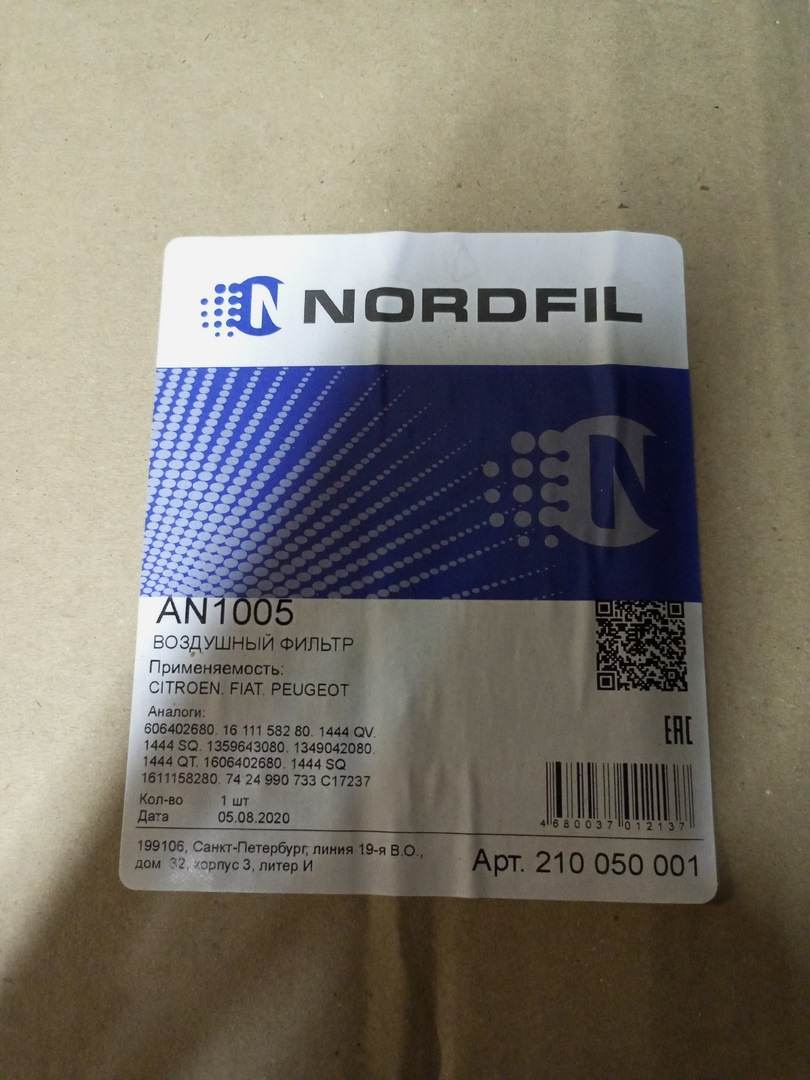 NORDFIL
AN1005
ВОЗДУШНЫЙ ФИЛЬТР
Применяемость:
CITROEN. FIAT. PEUGEOT
Аналоги:
606402680. 16 111 582 80. 1444 QV.
1444 SQ. 1359643080. 1349042080.
1444 QT. 1606402680. 1444 SQ
1611158280. 74 24 990 733 C17237
Кол-во 1 шт
Дата 05.08.2020
EAC
4 680037 012137
199106, Санкт-Петербург, линия 19-я В.О.,
дом 32, корпус 3, литер И
Арт. 210 050 001